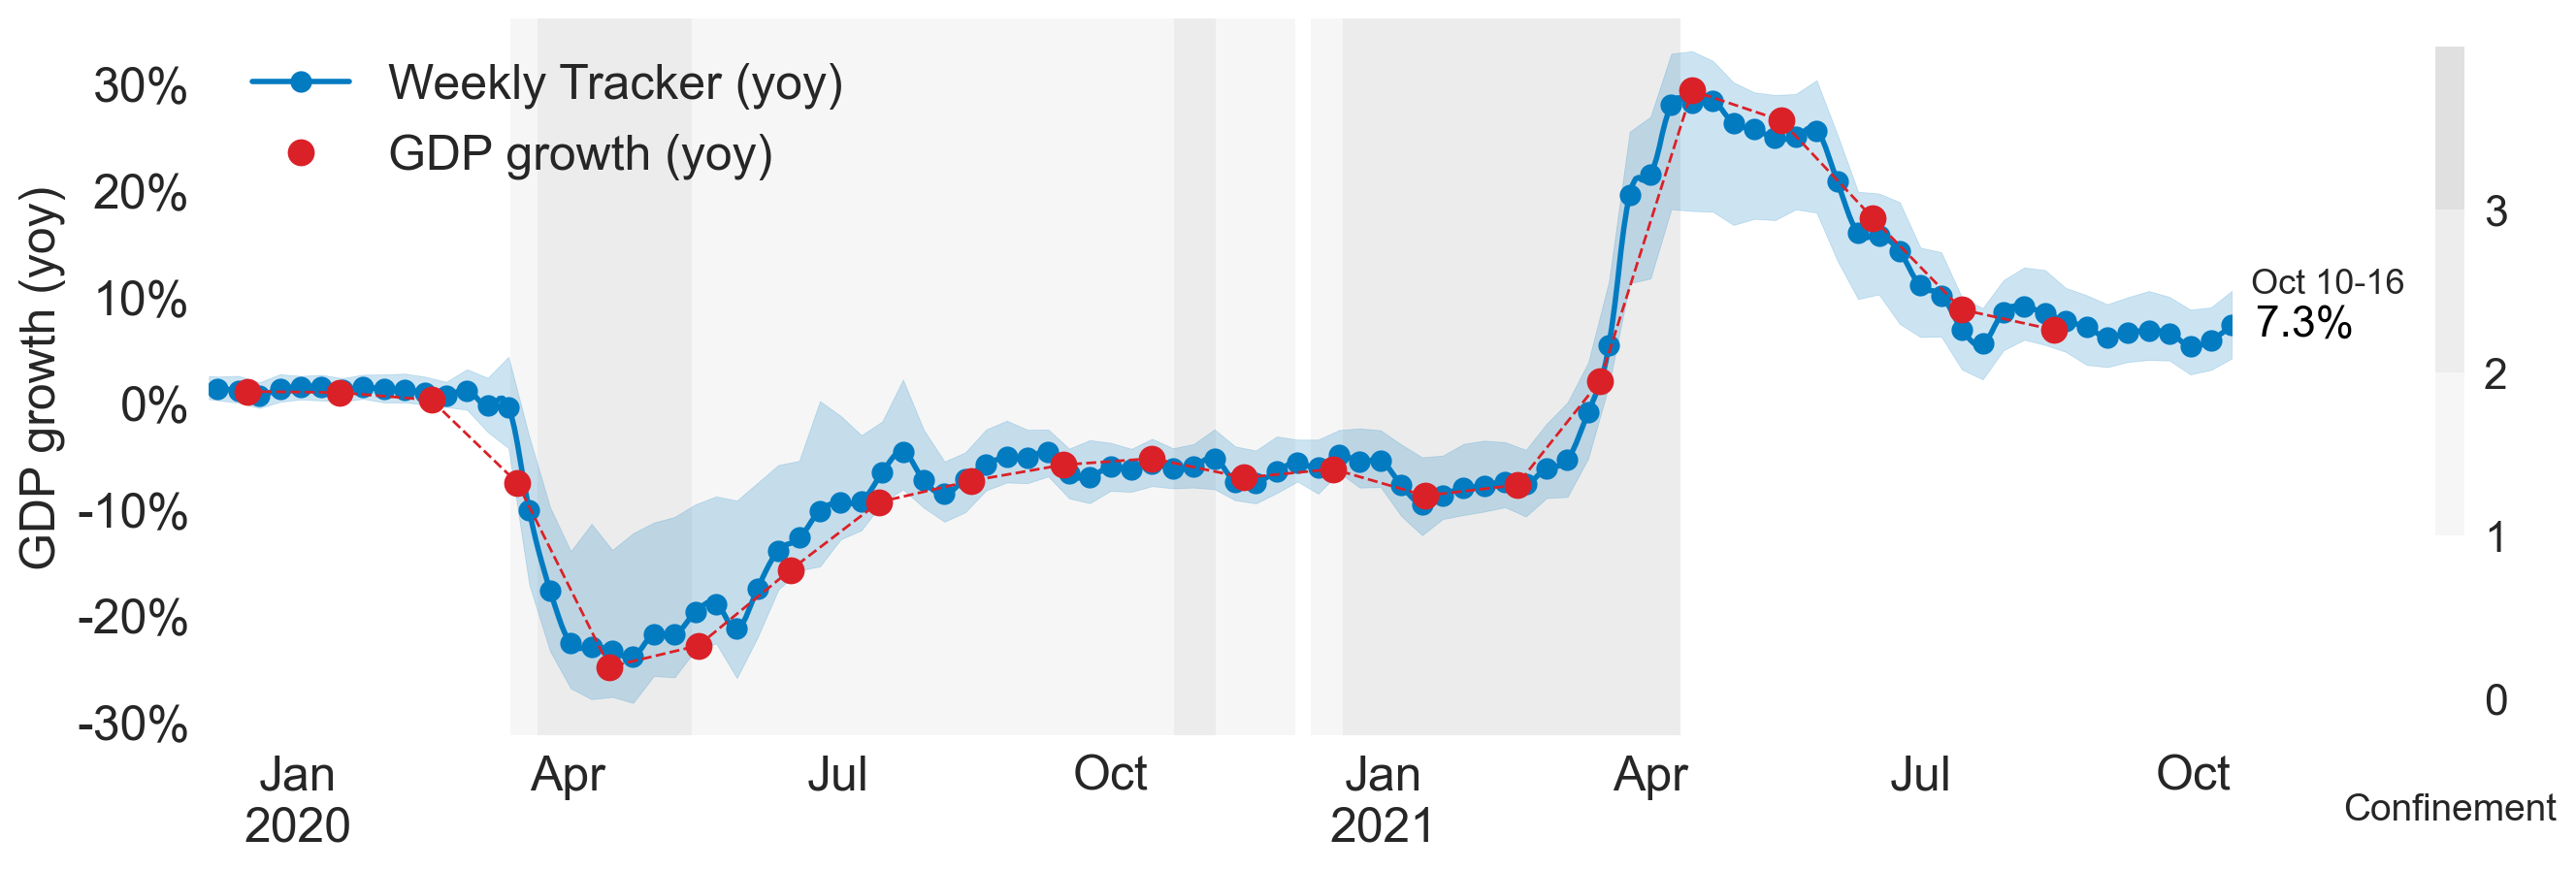 Weekly Tracker (yoy)
GDP growth (yoy)
GDP growth (yoy)
30%
20%
10%
0%
-10%
-20%
-30%
Jan
2020
Apr
Jul
Oct
Jan
2021
Apr
Jul
Oct
Oct 10-16
7.3%
3
2
1
0
Confinement